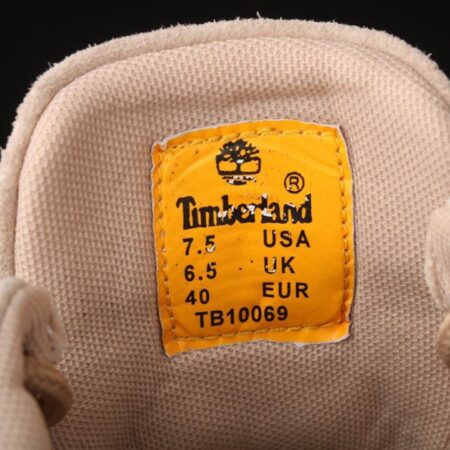 ®
Timberland
7.5 USA
6.5 UK
40 EUR
TB10069